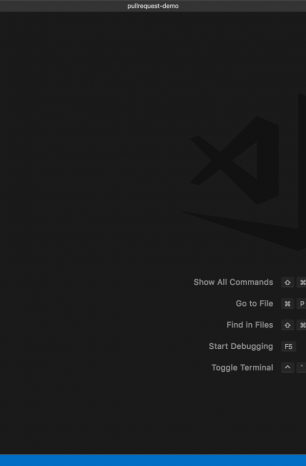 pullrequest-demo
Show All Commands ⇧ ⌘
Go to File ⌘ P
Find in Files ⇧ ⌘
Start Debugging F5
Toggle Terminal ^ `